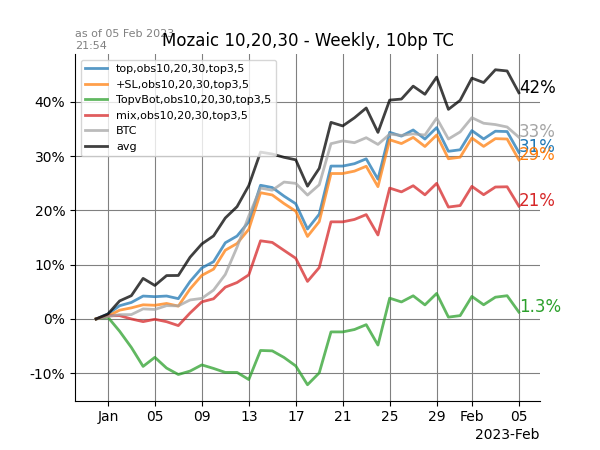 as of 05 Feb 2023
21:54
Mozaic 10,20,30 - Weekly, 10bp TC
top,obs10,20,30,top3,5
+SL,obs10,20,30,top3,5
TopvBot,obs10,20,30,top3,5
mix,obs10,20,30,top3,5
BTC
avg
40%
30%
20%
10%
0%
-10%
42%
33%
31%
29%
21%
1.3%
Jan 05 09 13 17 21 25 29 Feb 05
2023-Feb